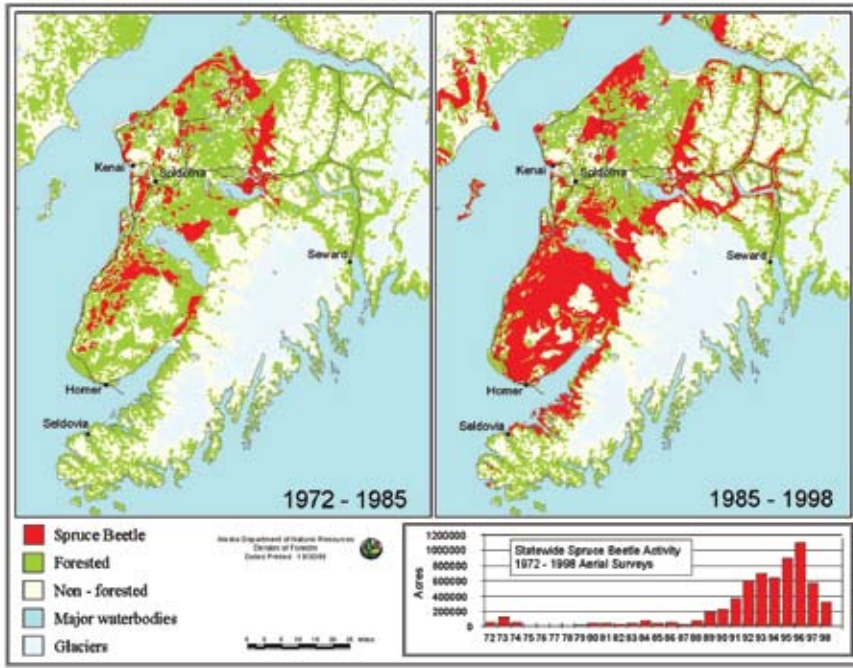 Kenai
Soldotna
Seward
Homer
Seldovia
1972 - 1985
Kenai
Soldotna
Seward
Homer
Seldovia
1985 - 1998
Spruce Beetle
Forested
Non - forested
Major waterbodies
Glaciers
Alaska Department of Natural Resources
Division of Forestry
Miles
1200000
1000000
800000
600000
400000
200000
0
Acres
Statewide Spruce Beetle Activity
1972 - 1998 Aerial Surveys
72 73 74 75 76 77 78 79 80 81 82 83 84 85 86 87 88 89 90 91 92 93 94 95 96 97 98